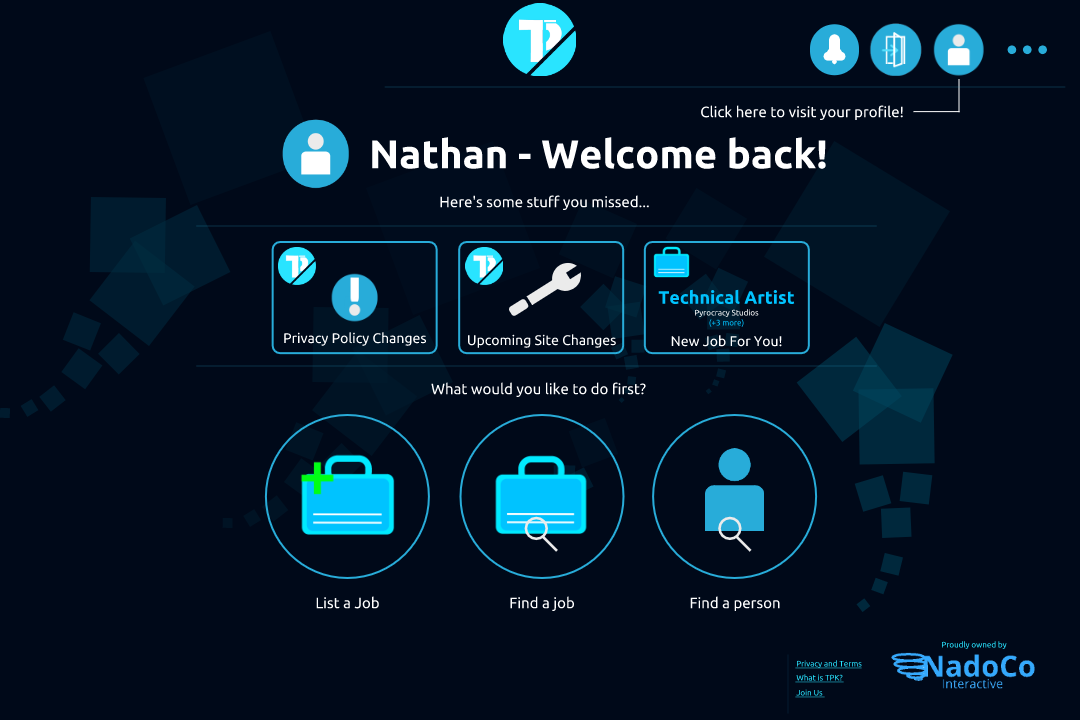 Click here to visit your profile!
Nathan - Welcome back!
Here's some stuff you missed...
Privacy Policy Changes
Upcoming Site Changes
Technical Artist
Pyrocracy Studios
(+3 more)
New Job For You!
What would you like to do first?
List a Job
Find a job
Find a person
Privacy and Terms
What is TPK?
Join Us
Proudly owned by
NadoCo
Interactive